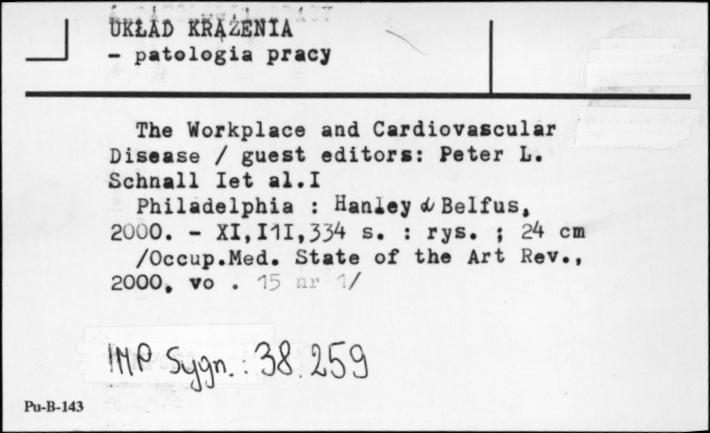 UKŁAD KRĄŻENIA
- patologia pracy
The Workplace and Cardiovascular
Disease / guest editors: Peter L.
Schnall Iet al.I
Philadelphia : Hanley & Belfus,
2000. - XI,I1I,334 s. : rys. ; 24 cm
/Occup.Med. State of the Art Rev.,
2000, vo . 15 nr 1/
IMP Sygn.: 38.259
Pu-B-143